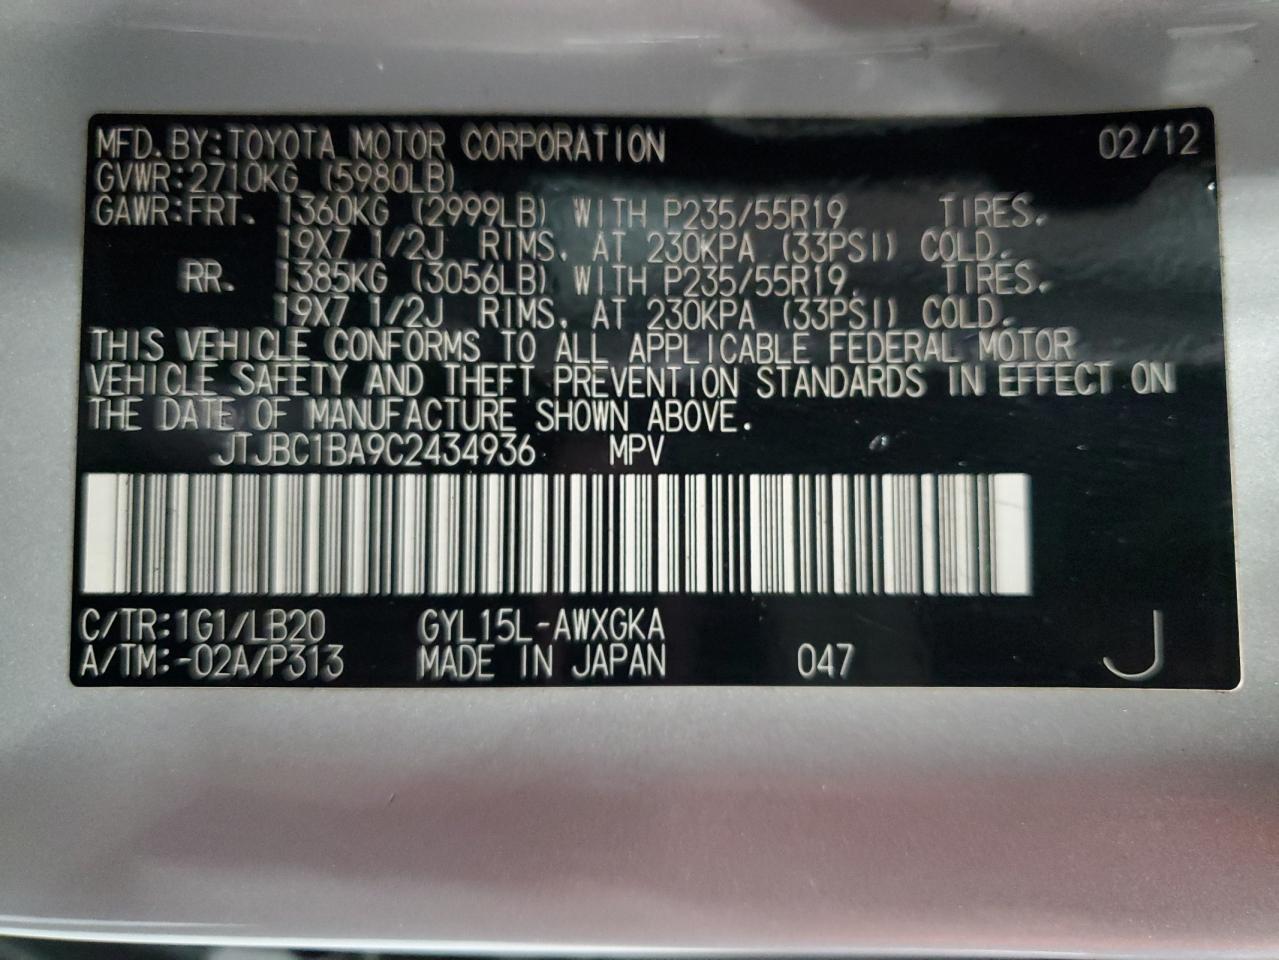 MFD. BY: TOYOTA MOTOR CORPORATION 02/12
GVWR: 2710KG (5980LB)
GAWR: FRT. 1360KG (2999LB) WITH P235/55R19 TIRES.
19X7 1/2J RIMS. AT 230KPA (33PSI) COLD.
RR. 1385KG (3056LB) WITH P235/55R19 TIRES.
19X7 1/2J RIMS. AT 230KPA (33PSI) COLD.
THIS VEHICLE CONFORMS TO ALL APPLICABLE FEDERAL MOTOR
VEHICLE SAFETY AND THEFT PREVENTION STANDARDS IN EFFECT ON
THE DATE OF MANUFACTURE SHOWN ABOVE.
JTJBC1BA9C2434936 MPV
C/TR: 1G1/LB20 GYL15L-AWXGKA
A/TM: -02A/P313 MADE IN JAPAN 047 J